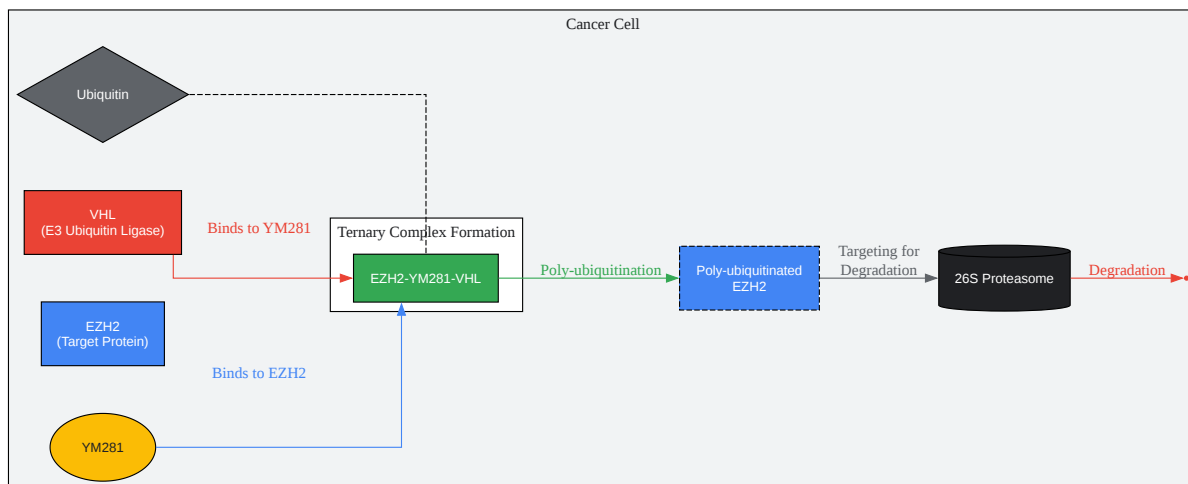 Cancer Cell
Ubiquitin
VHL
(E3 Ubiquitin Ligase)
Binds to YM281
Ternary Complex Formation
EZH2-YM281-VHL
Poly-ubiquitination
Poly-ubiquitinated
EZH2
Targeting for
Degradation
26S Proteasome
Degradation
EZH2
(Target Protein)
Binds to EZH2
YM281